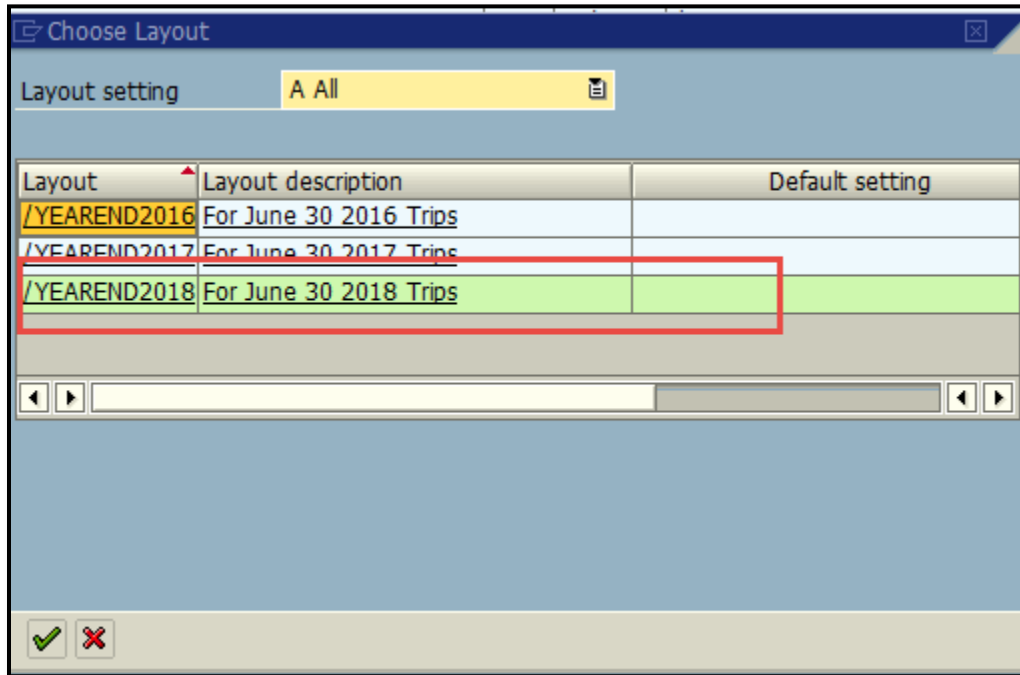 Choose Layout
Layout setting A All
Layout Layout description Default setting
/YEAREND2016 For June 30 2016 Trips
/YEAREND2017 For June 30 2017 Trips
/YEAREND2018 For June 30 2018 Trips